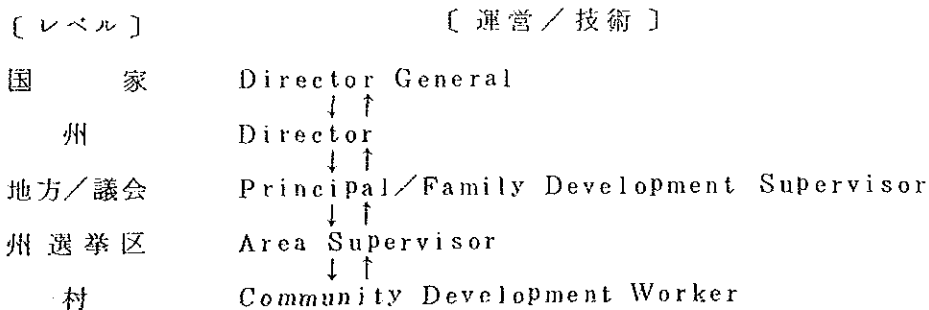 〔レベル〕 〔運営／技術〕
国 家 Director General
↓ ↑
州 Director
↓ ↑
地方／議会 Principal／Family Development Supervisor
↓ ↑
州選挙区 Area Supervisor
↓ ↑
村 Community Development Worker